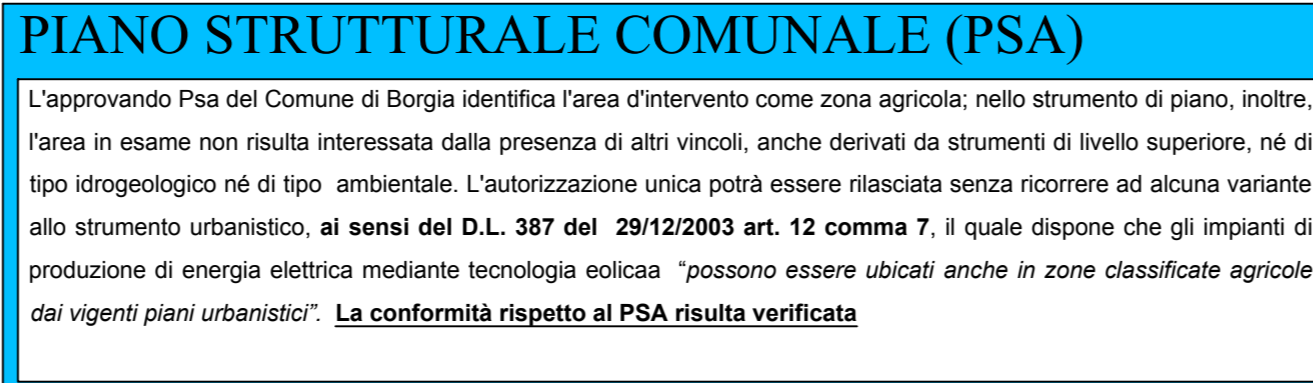 PIANO STRUTTURALE COMUNALE (PSA)
L'approvando Psa del Comune di Borgia identifica l'area d'intervento come zona agricola; nello strumento di piano, inoltre,
l'area in esame non risulta interessata dalla presenza di altri vincoli, anche derivati da strumenti di livello superiore, né di
tipo idrogeologico né di tipo ambientale. L'autorizzazione unica potrà essere rilasciata senza ricorrere ad alcuna variante
allo strumento urbanistico, ai sensi del D.L. 387 del 29/12/2003 art. 12 comma 7, il quale dispone che gli impianti di
produzione di energia elettrica mediante tecnologia eolicaa “possono essere ubicati anche in zone classificate agricole
dai vigenti piani urbanistici”. La conformità rispetto al PSA risulta verificata